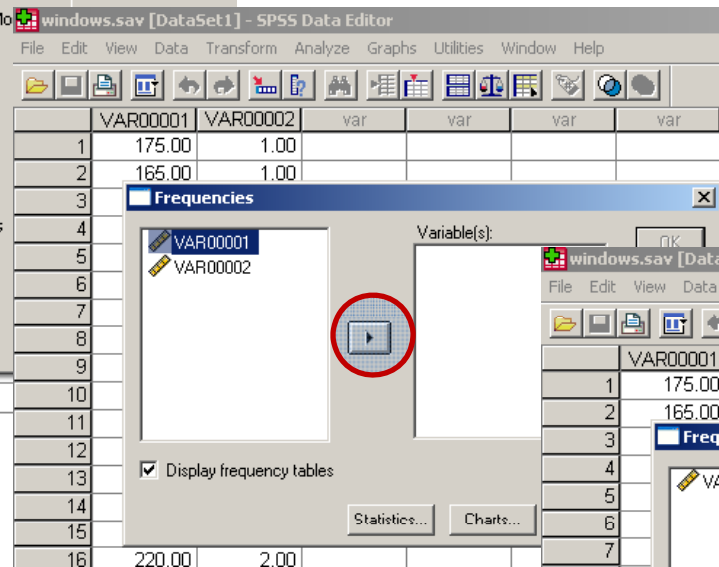 Mo
windows.sav [DataSet1] - SPSS Data Editor
File Edit View Data Transform Analyze Graphs Utilities Window Help
VAR00001 VAR00002 var var var var
1 175.00 1.00
2 165.00 1.00
3
4
5
6
7
8
9
10
11
12
13
14
15
16 220.00 2.00
Frequencies
VAR00001
VAR00002
Variable(s):
OK
Display frequency tables
Statistics... Charts...
windows.sav [Data
File Edit View Data
VAR00001
1 175.00
2 165.00
3
4
5
6
7
Freq
VA